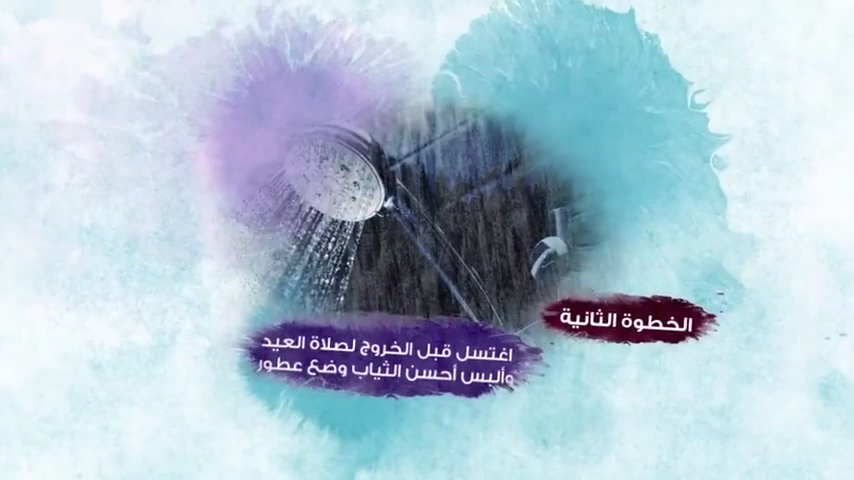 الخطوة الثانية
اغتسل قبل الخروج لصلاة العيد
وألبس أحسن الثياب وضع عطور